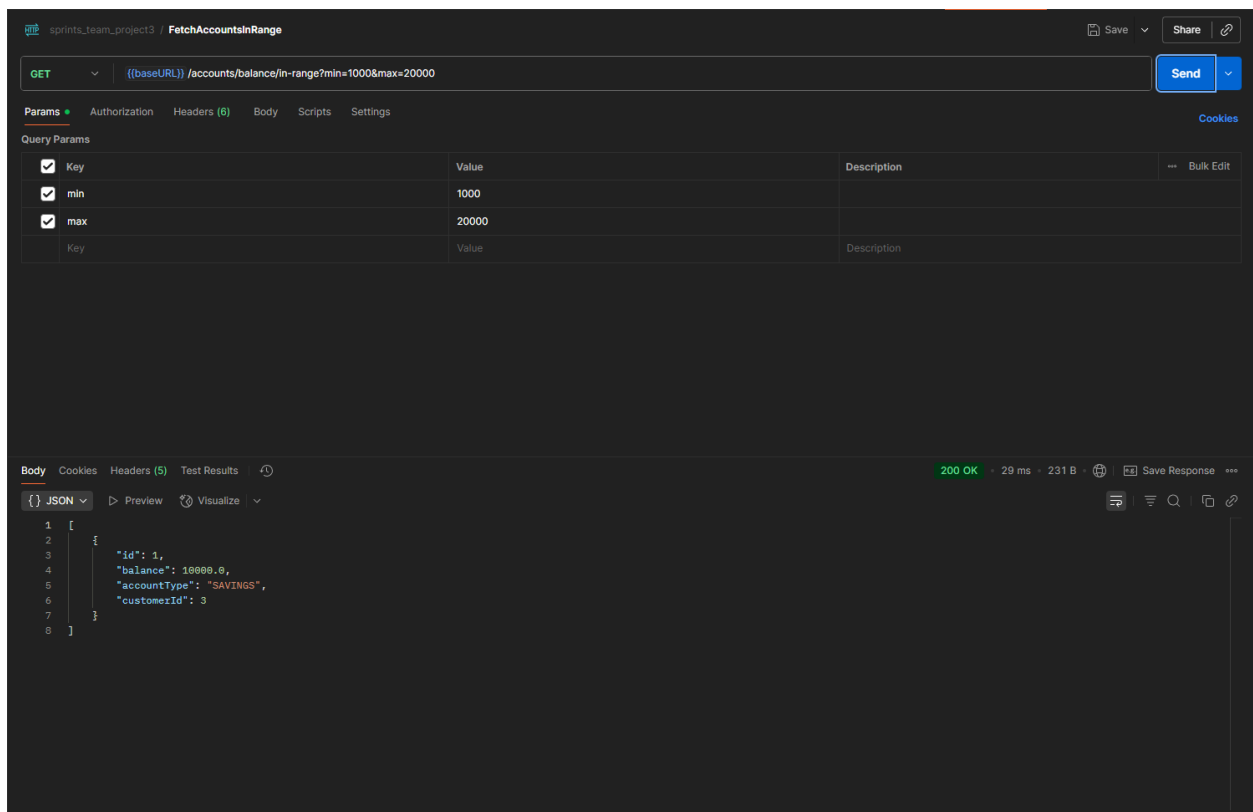 HTTP sprints_team_project3 / FetchAccountsInRange Save Share
GET {{baseURL}} /accounts/balance/in-range?min=1000&max=20000 Send
Params Authorization Headers (6) Body Scripts Settings Cookies
Query Params
Key Value Description Bulk Edit
min 1000
max 20000
Key Value Description
Body Cookies Headers (5) Test Results 200 OK 29 ms 231 B e.g. Save Response
{} JSON Preview Visualize
1 [
2 {
3 "id": 1,
4 "balance": 10000.0,
5 "accountType": "SAVINGS",
6 "customerId": 3
7 }
8 ]